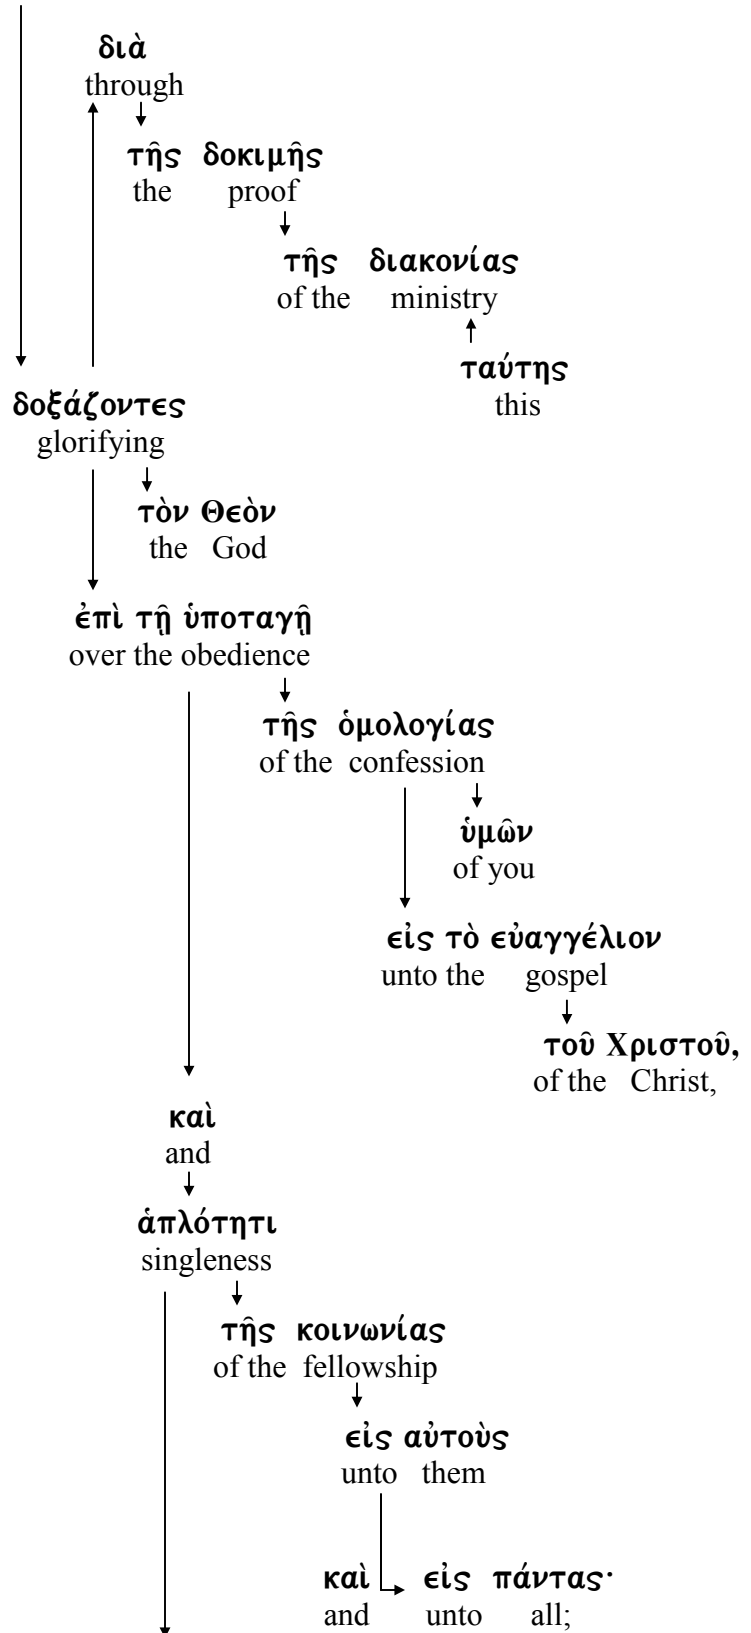 διὰ
through
τῆς δοκιμῆς
the proof
τῆς διακονίας
of the ministry
ταύτης
this
δοξάζοντες
glorifying
τὸν Θεὸν
the God
ἐπὶ τῇ ὑποταγῇ
over the obedience
τῆς ὁμολογίας
of the confession
ὑμῶν
of you
εἰς τὸ εὐαγγέλιον
unto the gospel
τοῦ Χριστοῦ,
of the Christ,
καὶ
and
ἁπλότητι
singleness
τῆς κοινωνίας
of the fellowship
εἰς αὐτοὺς
unto them
καὶ εἰς πάντας·
and unto all;